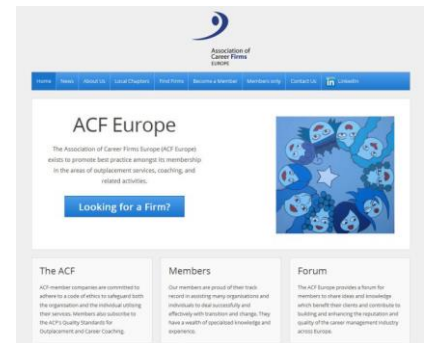 Association of
Career Firms
EUROPE
Home News About Us Local Chapters Find Firms Become a Member Members only Contact Us in LinkedIn
ACF Europe
The Association of Career Firms Europe (ACF Europe)
exists to promote best practice amongst its membership
in the areas of outplacement services, coaching, and
related activities.
Looking for a Firm?
The ACF
ACF-member companies are committed to
adhere to a code of ethics to safeguard both
the organisation and the individual utilising
their services. Members also subscribe to
the ACF's Quality Standards for
Outplacement and Career Coaching.
Members
Our members are proud of their track
record in assisting many organisations and
individuals to deal successfully and
effectively with transition and change. They
have a wealth of specialised knowledge and
experience.
Forum
The ACF Europe provides a forum for
members to share ideas and knowledge
which benefit their clients and contribute to
building and enhancing the reputation and
quality of the career management industry
across Europe.